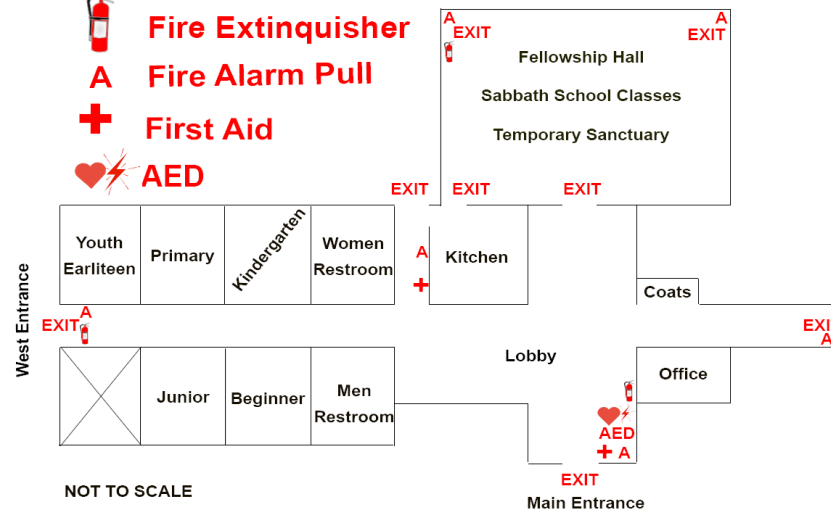 Fire Extinquisher
A Fire Alarm Pull
First Aid
AED
A
EXIT
A
EXIT
Fellowship Hall
Sabbath School Classes
Temporary Sanctuary
EXIT EXIT EXIT
Youth
Earliteen
Primary
Kindergarten
Women
Restroom
A
Kitchen
Coats
West Entrance
A
EXIT
EXI
A
Lobby
Office
Junior
Beginner
Men
Restroom
AED
A
EXIT
Main Entrance
NOT TO SCALE